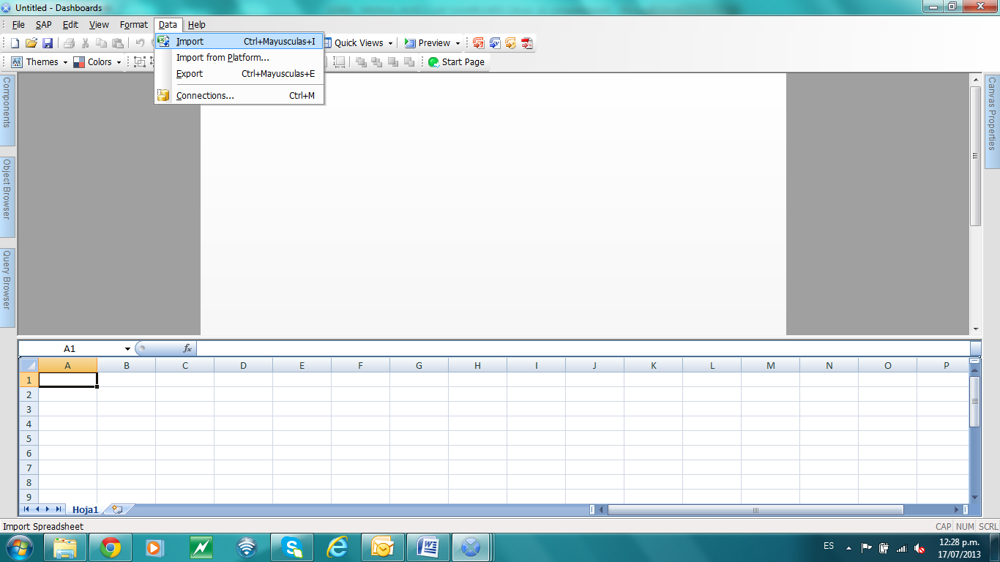 Untitled - Dashboards
File SAP Edit View Format Data Help
Import Ctrl+Mayusculas+I
Quick Views Preview
Import from Platform...
Themes Colors
Start Page
Export Ctrl+Mayusculas+E
Connections... Ctrl+M
Components
Object Browser
Query Browser
Canvas Properties
A1 fx
A B C D E F G H I J K L M N O P
1
2
3
4
5
6
7
8
9
Hoja1
Import Spreadsheet CAP NUM SCRL
ES 12:28 p.m.
17/07/2013